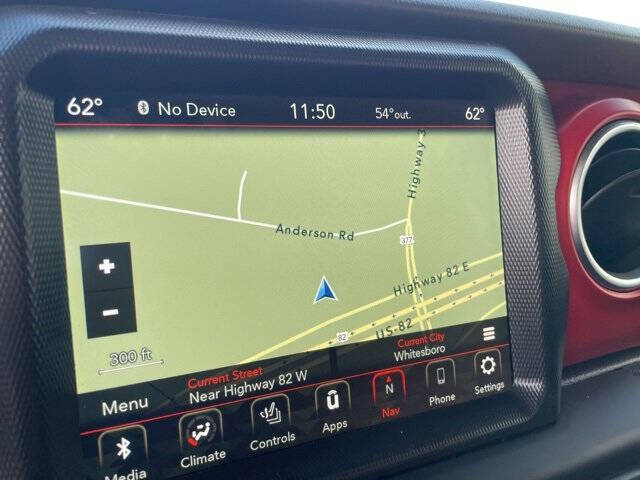 62° No Device 11:50 54°out. 62°
Highway 3
Anderson Rd
377
+
Highway 82 E
-
US-82
82
300 ft
Current Street
Near Highway 82 W
Current City
Whitesboro
Menu
N
Media
Climate
Controls
Apps
Nav
Phone
Settings